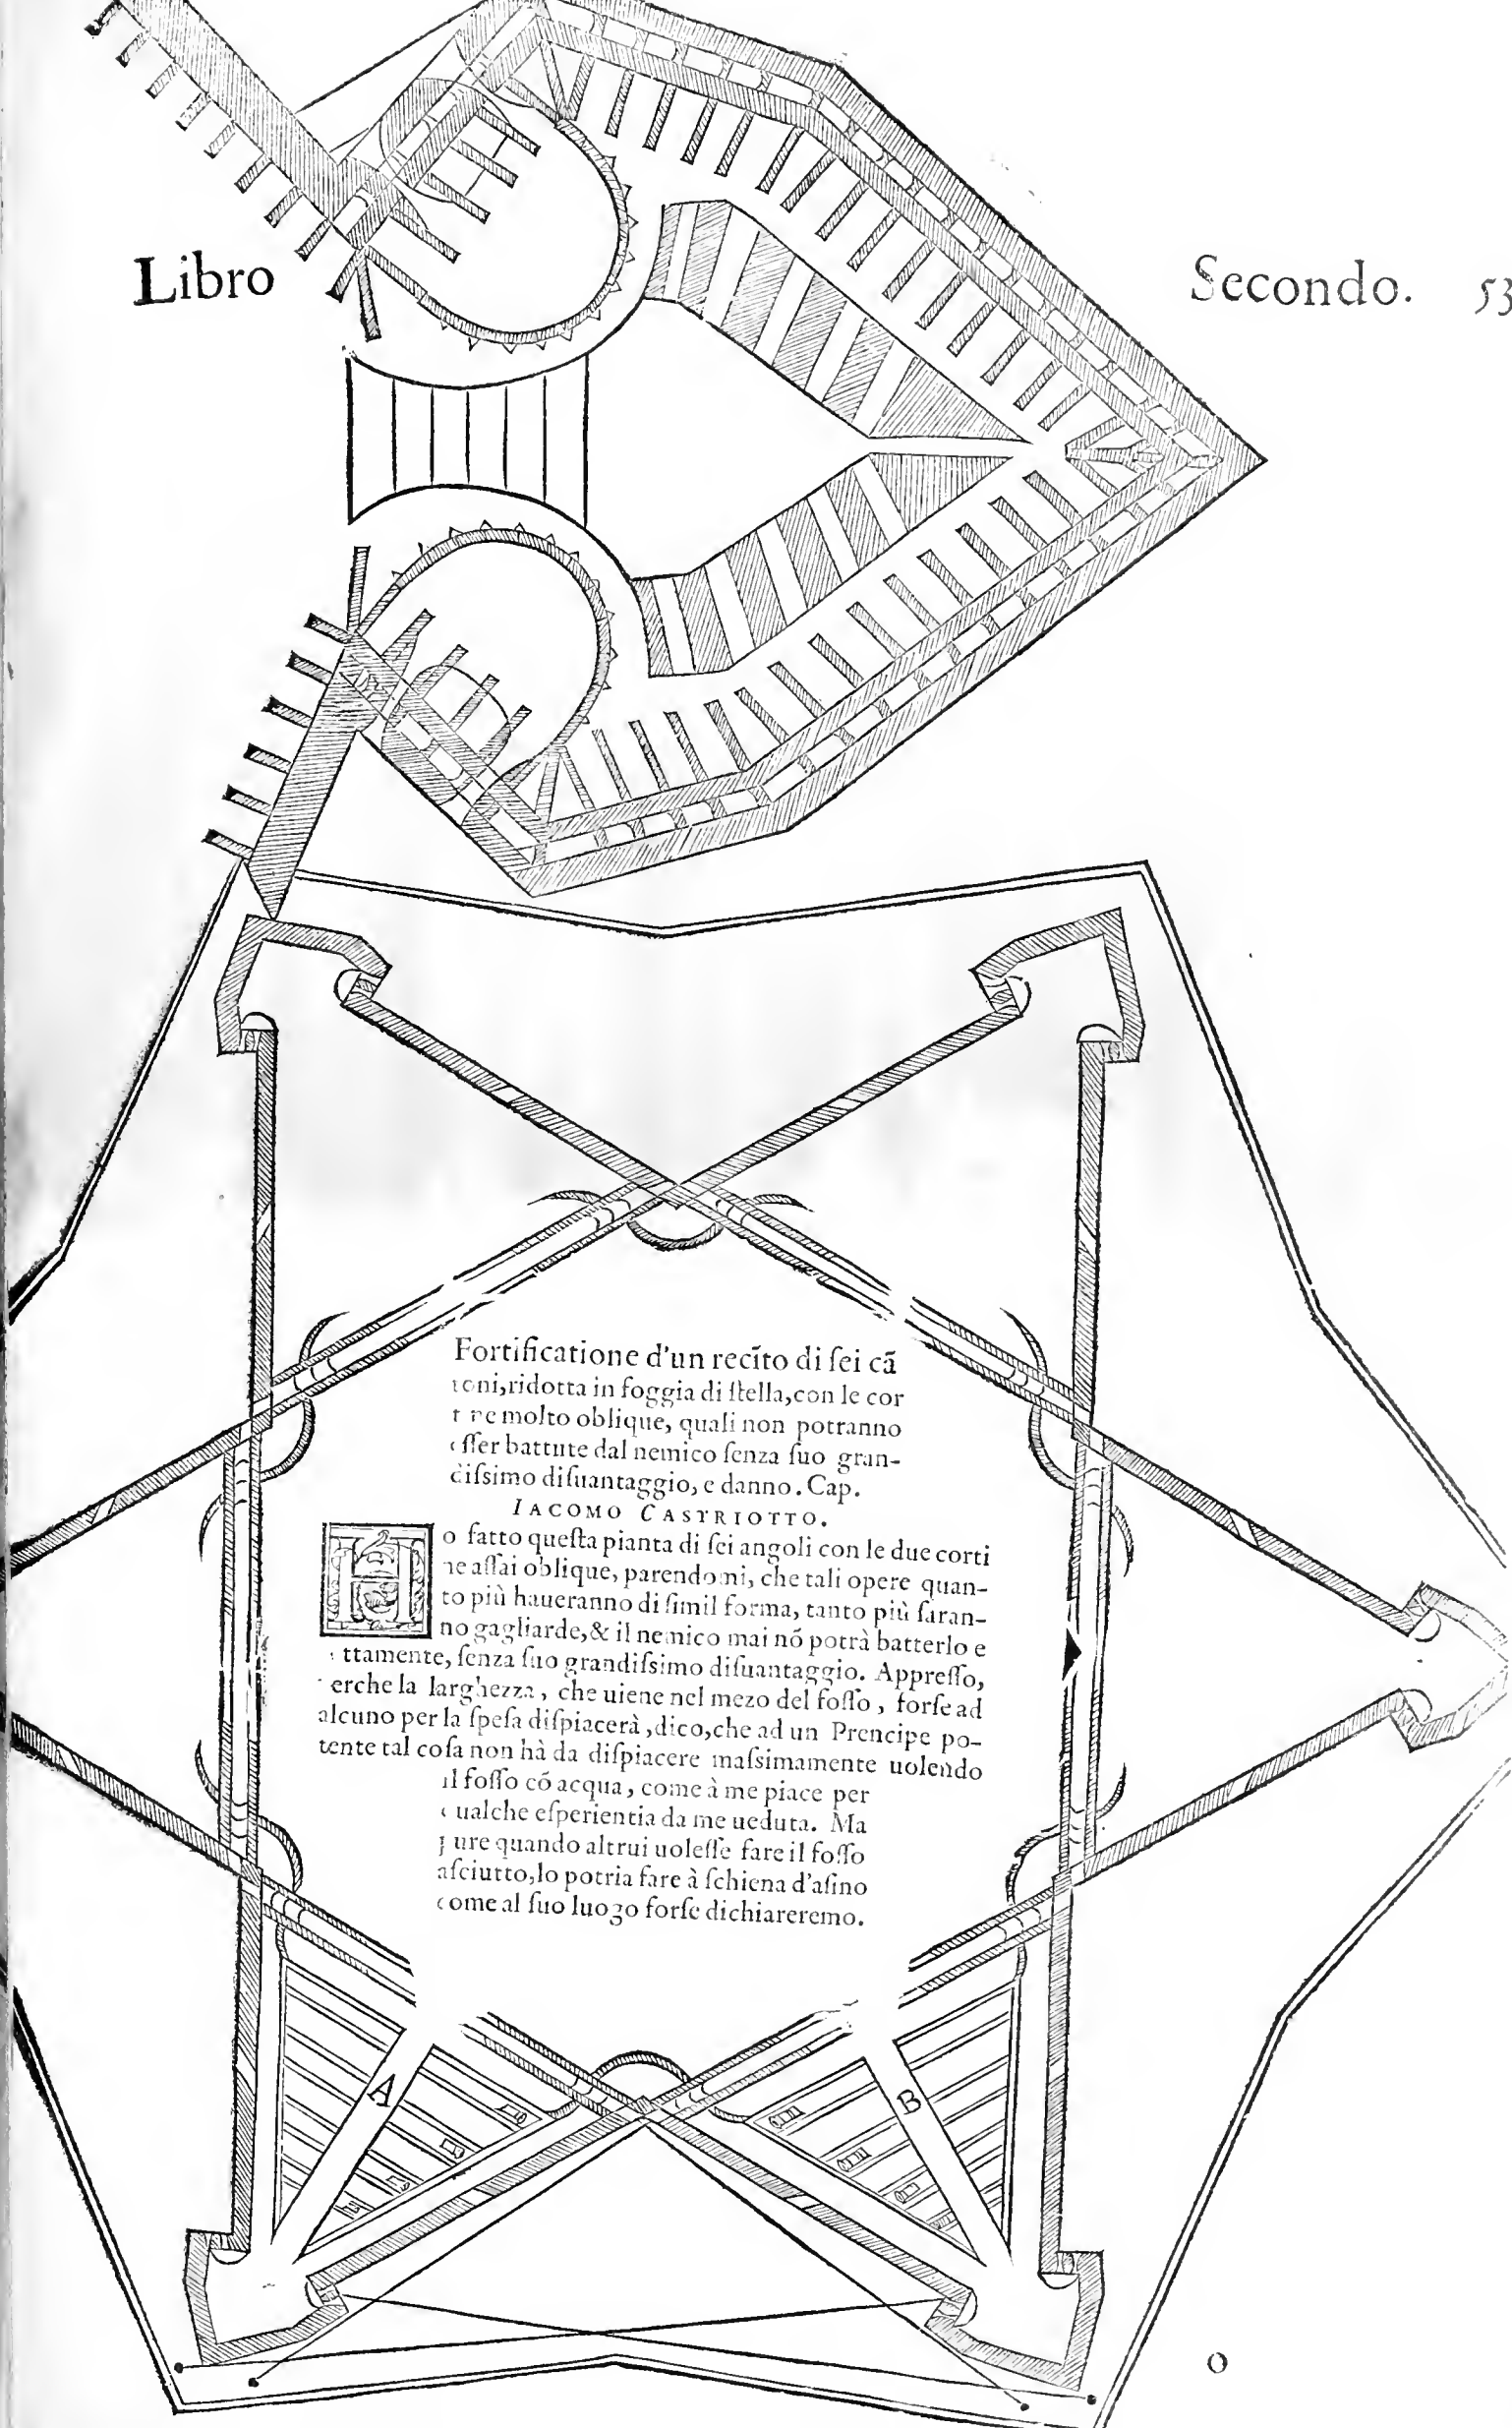 Libro Secondo. 53
Fortificatione d'un recĩto di ſei cã
toni,ridotta in foggia di ſtella,con le cor
t re molto oblique, quali non potranno
eſſer battute dal nemico ſenza ſuo gran-
diſsimo diſuantaggio, e danno. Cap.
IACOMO CASTRIOTTO.
Ho fatto queſta pianta di ſei angoli con le due corti
ne aſſai oblique, parendomi, che tali opere quan-
to più haueranno di ſimil forma, tanto più ſaran-
no gagliarde,& il nemico mai nõ potrà batterlo e
ttamente, ſenza ſuo grandiſsimo diſuantaggio. Appreſſo,
erche la larghezza, che uiene nel mezo del foſſo, forſe ad
alcuno per la ſpeſa diſpiacerà,dico,che ad un Prencipe po-
tente tal coſa non hà da diſpiacere maſsimamente uolendo
il foſſo cõ acqua, come à me piace per
ualche eſperientia da me ueduta. Ma
pure quando altrui uoleſſe fare il foſſo
aſciutto,lo potria fare à ſchiena d'aſino
come al ſuo luogo forſe dichiareremo.
A
B
O